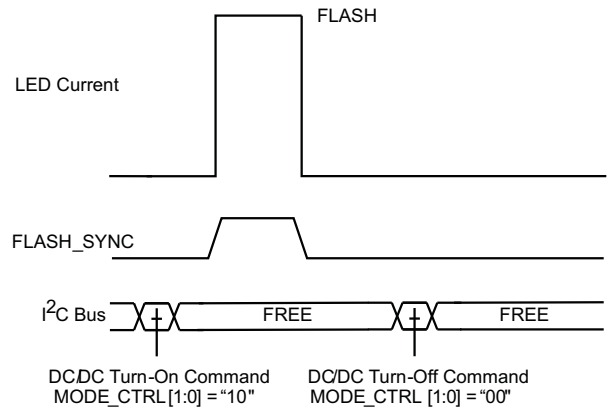 FLASH
LED Current
FLASH_SYNC
I2C Bus
FREE
FREE
DC/DC Turn-On Command
MODE_CTRL [1:0] = “10"
DC/DC Turn-Off Command
MODE_CTRL [1:0] = “00"